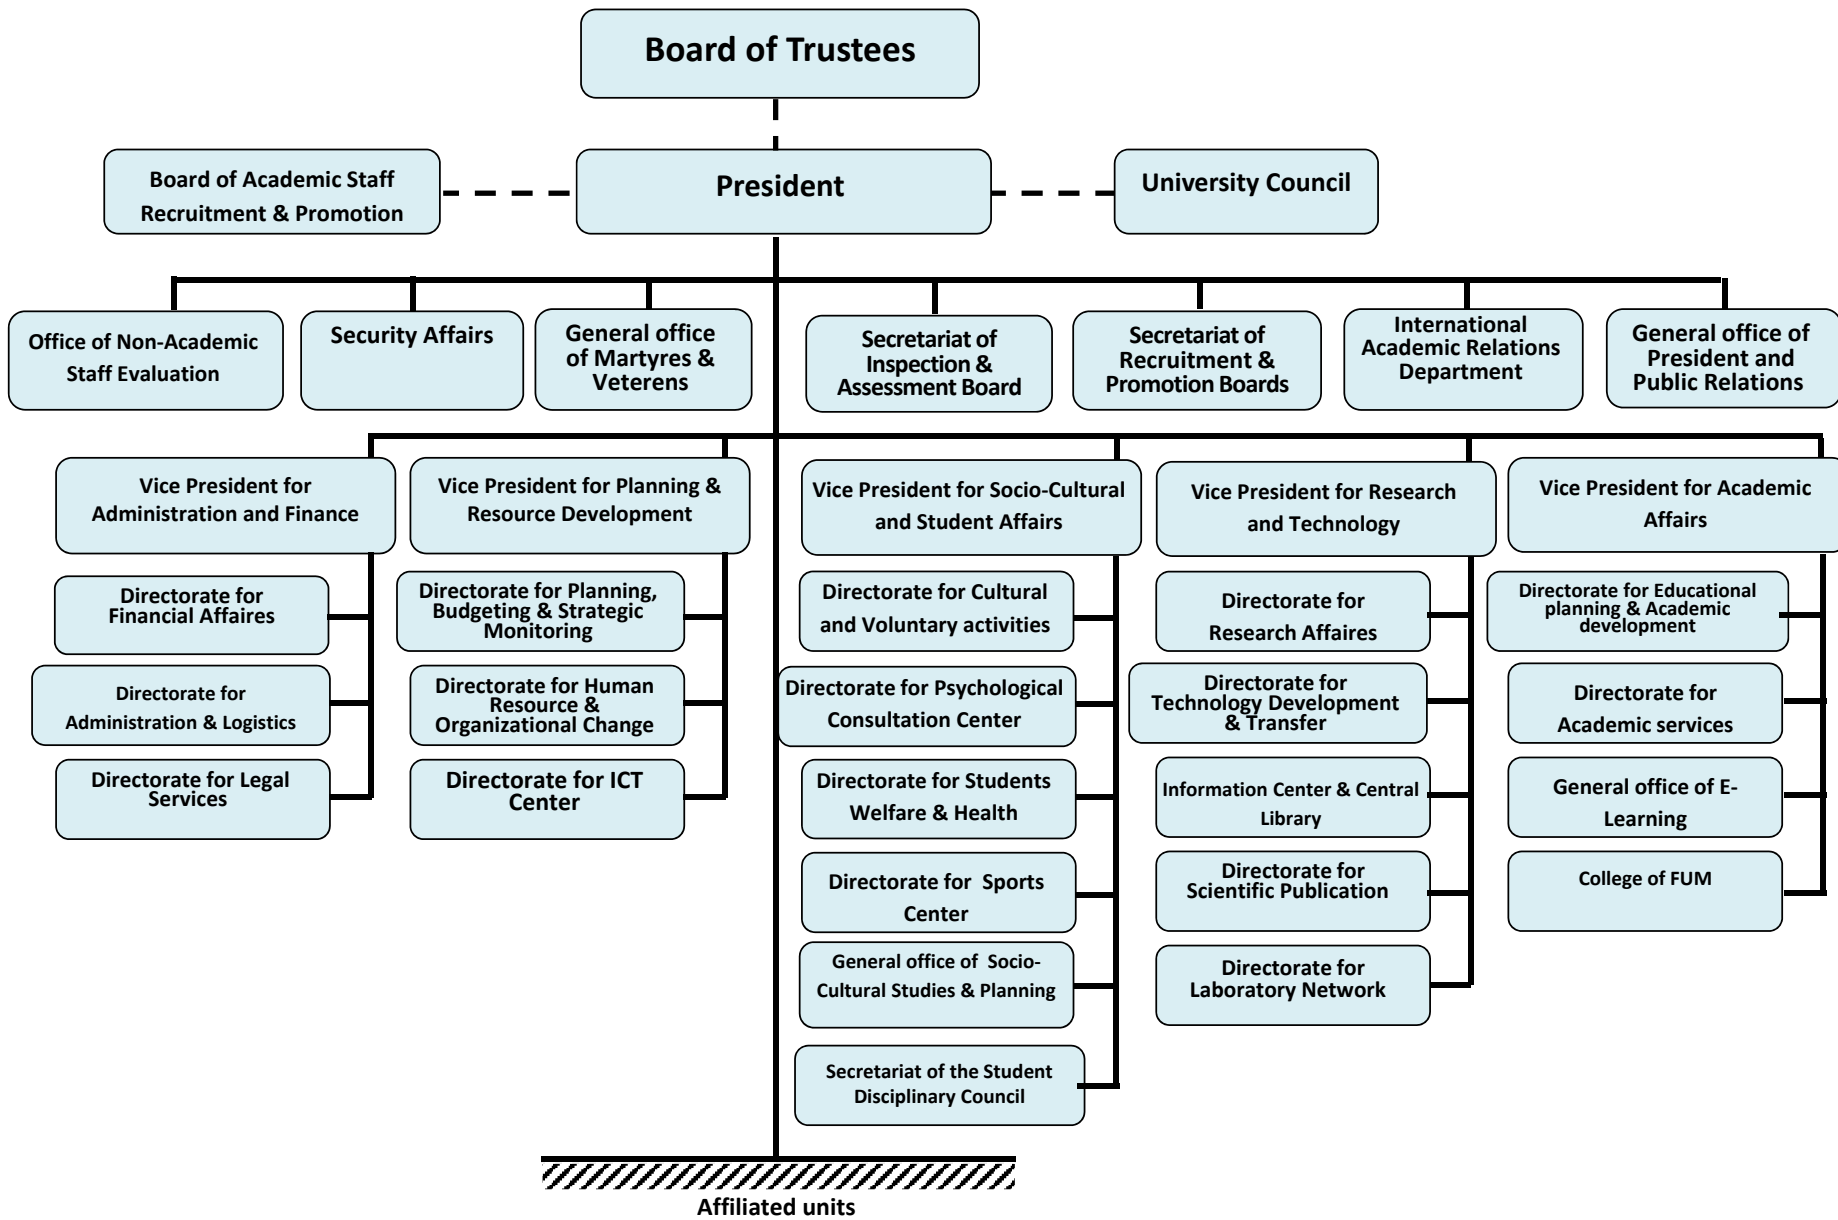 Board of Trustees
Board of Academic Staff
Recruitment & Promotion
President
University Council
Office of Non-Academic
Staff Evaluation
Security Affairs
General office
of Martyres &
Veterens
Secretariat of
Inspection &
Assessment Board
Secretariat of
Recruitment &
Promotion Boards
International
Academic Relations
Department
General office of
President and
Public Relations
Vice President for
Administration and Finance
Vice President for Planning &
Resource Development
Vice President for Socio-Cultural
and Student Affairs
Vice President for Research
and Technology
Vice President for Academic
Affairs
Directorate for
Financial Affaires
Directorate for
Administration & Logistics
Directorate for Legal
Services
Directorate for Planning,
Budgeting & Strategic
Monitoring
Directorate for Human
Resource &
Organizational Change
Directorate for ICT
Center
Directorate for Cultural
and Voluntary activities
Directorate for Psychological
Consultation Center
Directorate for Students
Welfare & Health
Directorate for Sports
Center
General office of Socio-
Cultural Studies & Planning
Secretariat of the Student
Disciplinary Council
Directorate for
Research Affaires
Directorate for
Technology Development
& Transfer
Information Center & Central
Library
Directorate for
Scientific Publication
Directorate for
Laboratory Network
Directorate for Educational
planning & Academic
development
Directorate for
Academic services
General office of E-
Learning
College of FUM
Affiliated units